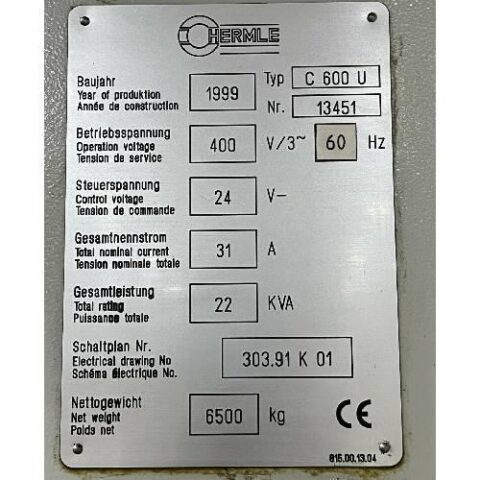 HERMLE
Baujahr
Year of produktion
Année de construction
1999
Typ C 600 U
Nr. 13451
Betriebsspannung
Operation voltage
Tension de service
400 V/3~ 60 Hz
Steuerspannung
Control voltage
Tension de commande
24 V–
Gesamtnennstrom
Total nominal current
Tension nominale totale
31 A
Gesamtleistung
Total rating
Puissance totale
22 KVA
Schaltplan Nr.
Electrical drawing No
Schéma électrique No.
303.91 K 01
Nettogewicht
Net weight
Poids net
6500 kg
CE
815.00.13.04